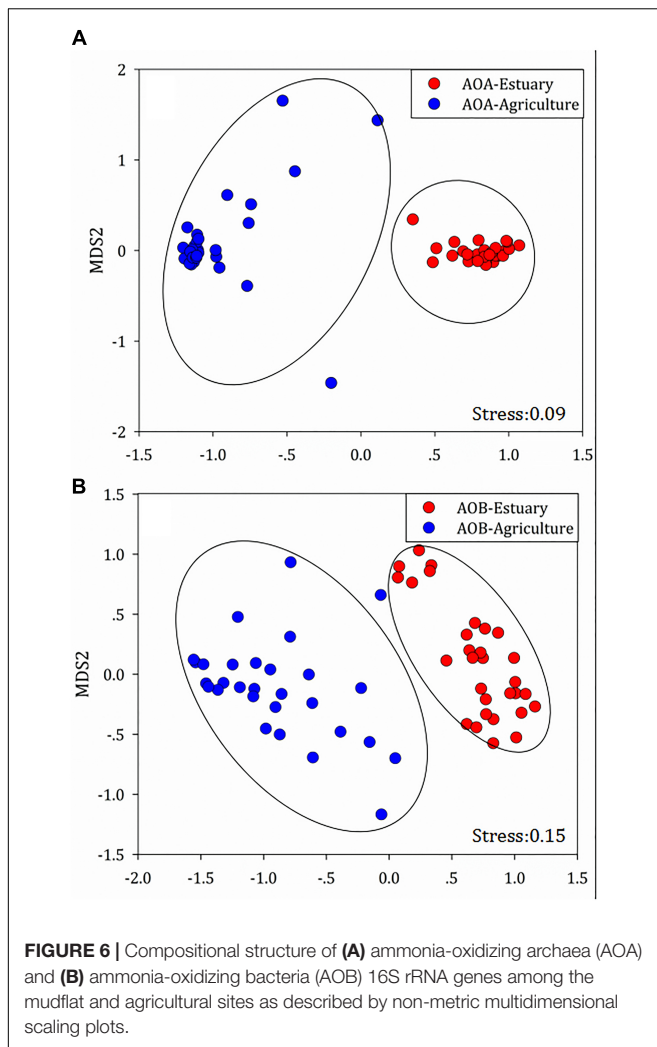 A
2
1
0
-1
-2
MDS2
AOA-Estuary
AOA-Agriculture
Stress:0.09
-1.5 -1.0 -.5 0.0 .5 1.0 1.5
B
1.5
1.0
.5
0.0
-.5
-1.0
-1.5
MDS2
AOB-Estuary
AOB-Agriculture
Stress:0.15
-2.0 -1.5 -1.0 -.5 0.0 .5 1.0 1.5
FIGURE 6 | Compositional structure of (A) ammonia-oxidizing archaea (AOA)
and (B) ammonia-oxidizing bacteria (AOB) 16S rRNA genes among the
mudflat and agricultural sites as described by non-metric multidimensional
scaling plots.